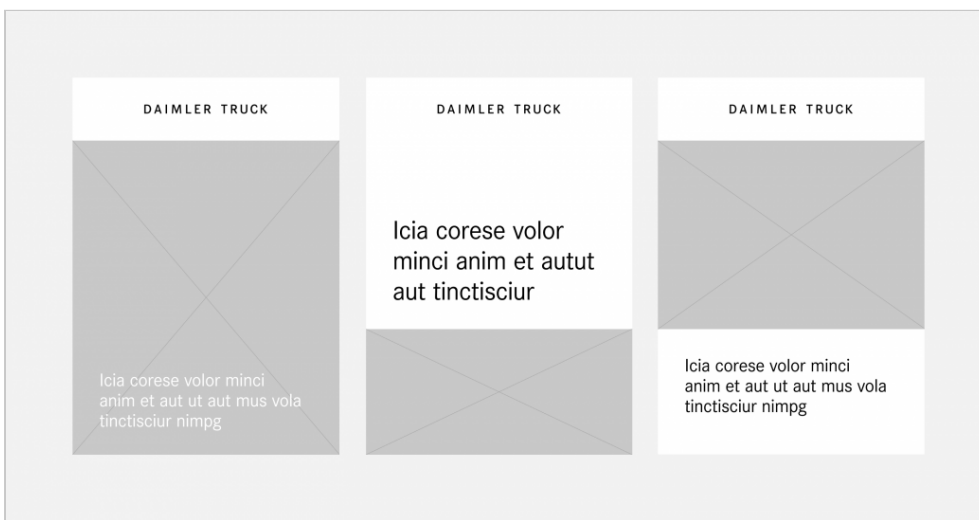 DAIMLER TRUCK
Icia corese volor minci
anim et aut ut aut mus vola
tinctisciur nimpg
DAIMLER TRUCK
Icia corese volor
minci anim et autut
aut tinctisciur
DAIMLER TRUCK
Icia corese volor minci
anim et aut ut aut mus vola
tinctisciur nimpg